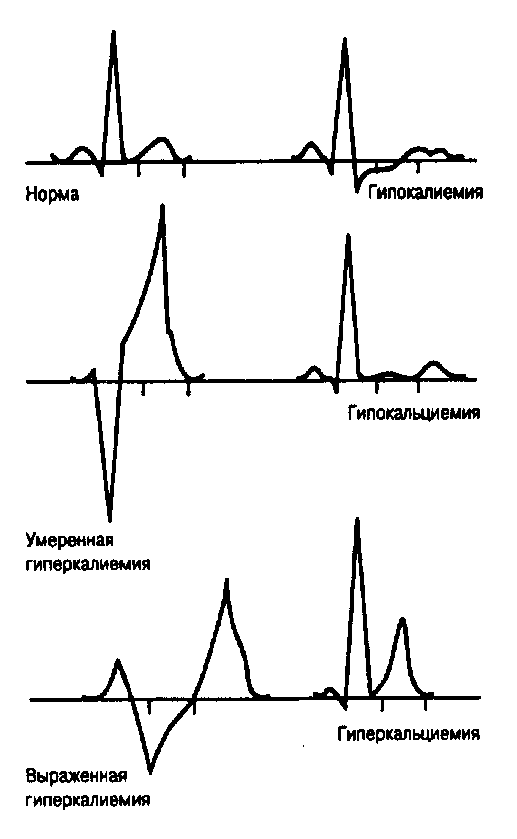 Норма
Гипокалиемия
Гипокальциемия
Умеренная
гиперкалиемия
Гиперкальциемия
Выраженная
гиперкалиемия